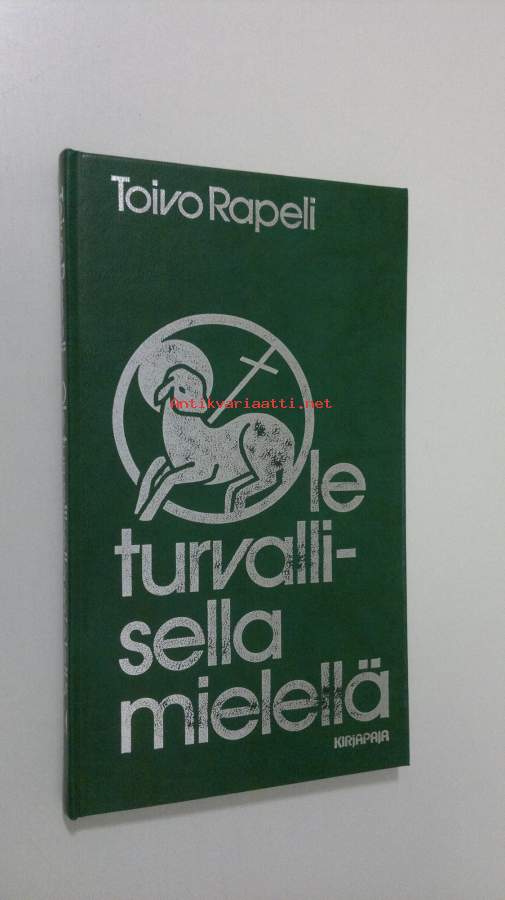 Toivo Rapeli
Antikvariaatti.net
Ole
turvalli-
sella
mielellä
KIRJAPAJA